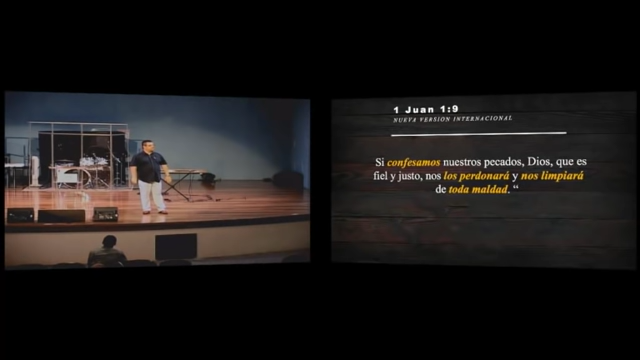 1 Juan 1:9
NUEVA VERSIÓN INTERNACIONAL
Si confesamos nuestros pecados, Dios, que es
fiel y justo, nos los perdonará y nos limpiará
de toda maldad. “